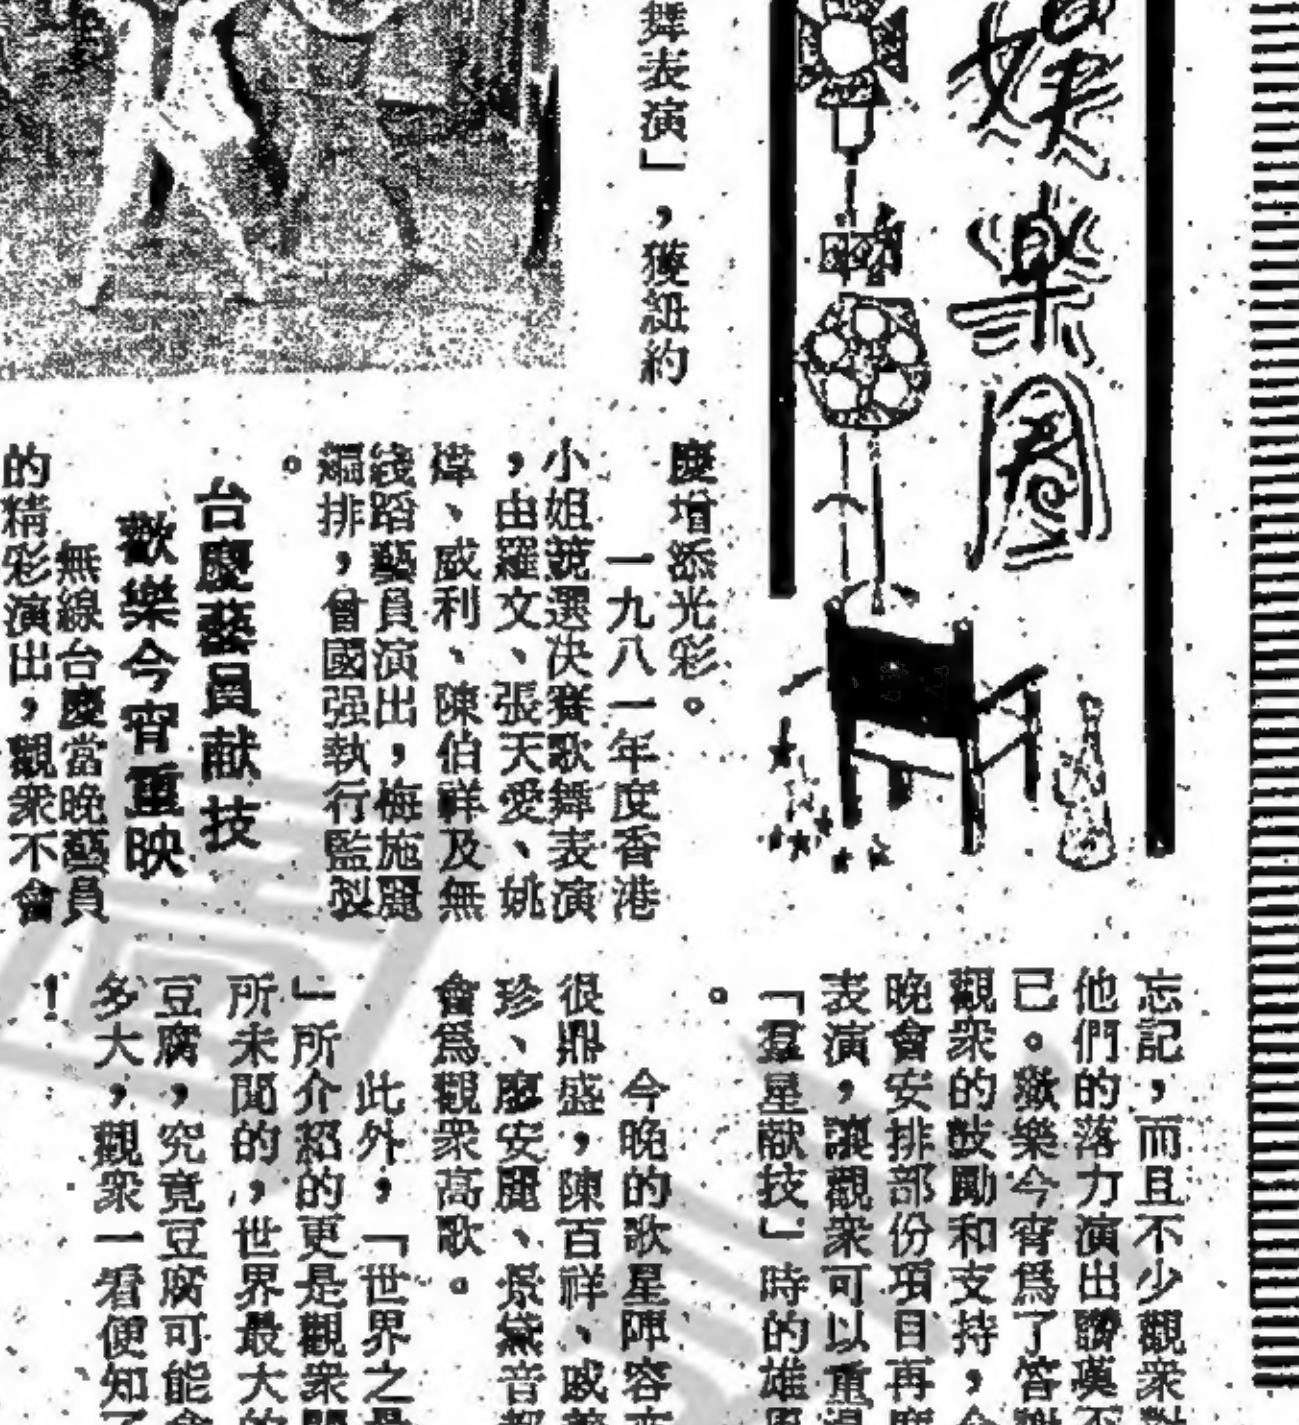 娛樂圈
舞表演」，獲紐約
慶增添光彩。
一九八一年度香港
小姐競選決賽歌舞表演
，由羅文、張天愛、姚
煒、威利、陳伯祥及無
綫蹈藝員演出，梅施麗
編排，曾國强執行監製
。
台慶藝員献技
歡樂今宵重映
無線台慶當晚藝員
的精彩演出，觀衆不會
忘記，而且不少觀衆對
他們的落力演出讚嘆不
已。歡樂今宵爲了答謝
觀衆的鼓勵和支持，今
晚會安排部份項目再度
表演，讓觀衆可以重溫
「羣星献技」時的雄風
。
今晚的歌星陣容亦
很鼎盛，陳百祥、戚美
珍、廖安麗、景黛音都
會爲觀衆高歌。
此外，「世界之最
」所介紹的更是觀衆聞
所未聞的，世界最大的
豆腐，究竟豆腐可能會
多大，觀衆一看便知了
！